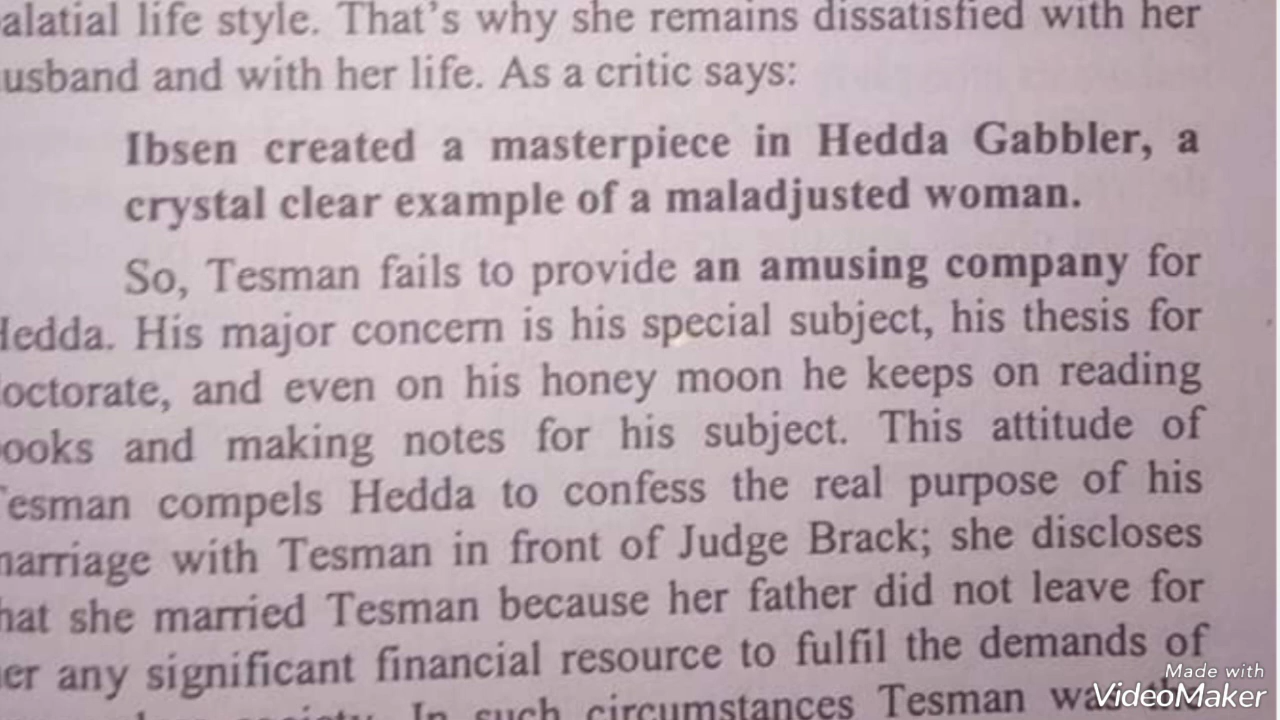 alatial life style. That's why she remains dissatisfied with her
usband and with her life. As a critic says:
Ibsen created a masterpiece in Hedda Gabbler, a
crystal clear example of a maladjusted woman.
So, Tesman fails to provide an amusing company for
Hedda. His major concern is his special subject, his thesis for
octorate, and even on his honey moon he keeps on reading
ooks and making notes for his subject. This attitude of
Tesman compels Hedda to confess the real purpose of his
marriage with Tesman in front of Judge Brack; she discloses
hat she married Tesman because her father did not leave for
er any significant financial resource to fulfil the demands of
society. In such circumstances Tesman was the
Made with
VideoMaker